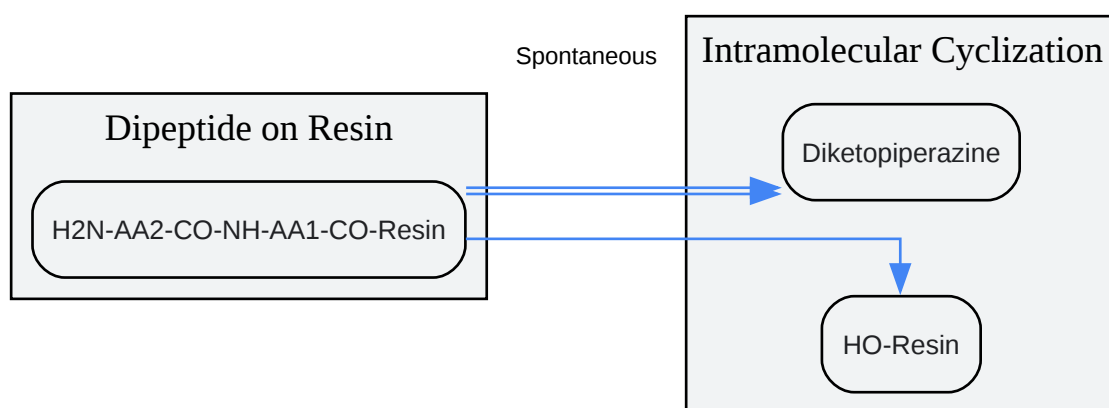 Spontaneous
Intramolecular Cyclization
Dipeptide on Resin
Diketopiperazine
H2N-AA2-CO-NH-AA1-CO-Resin
HO-Resin